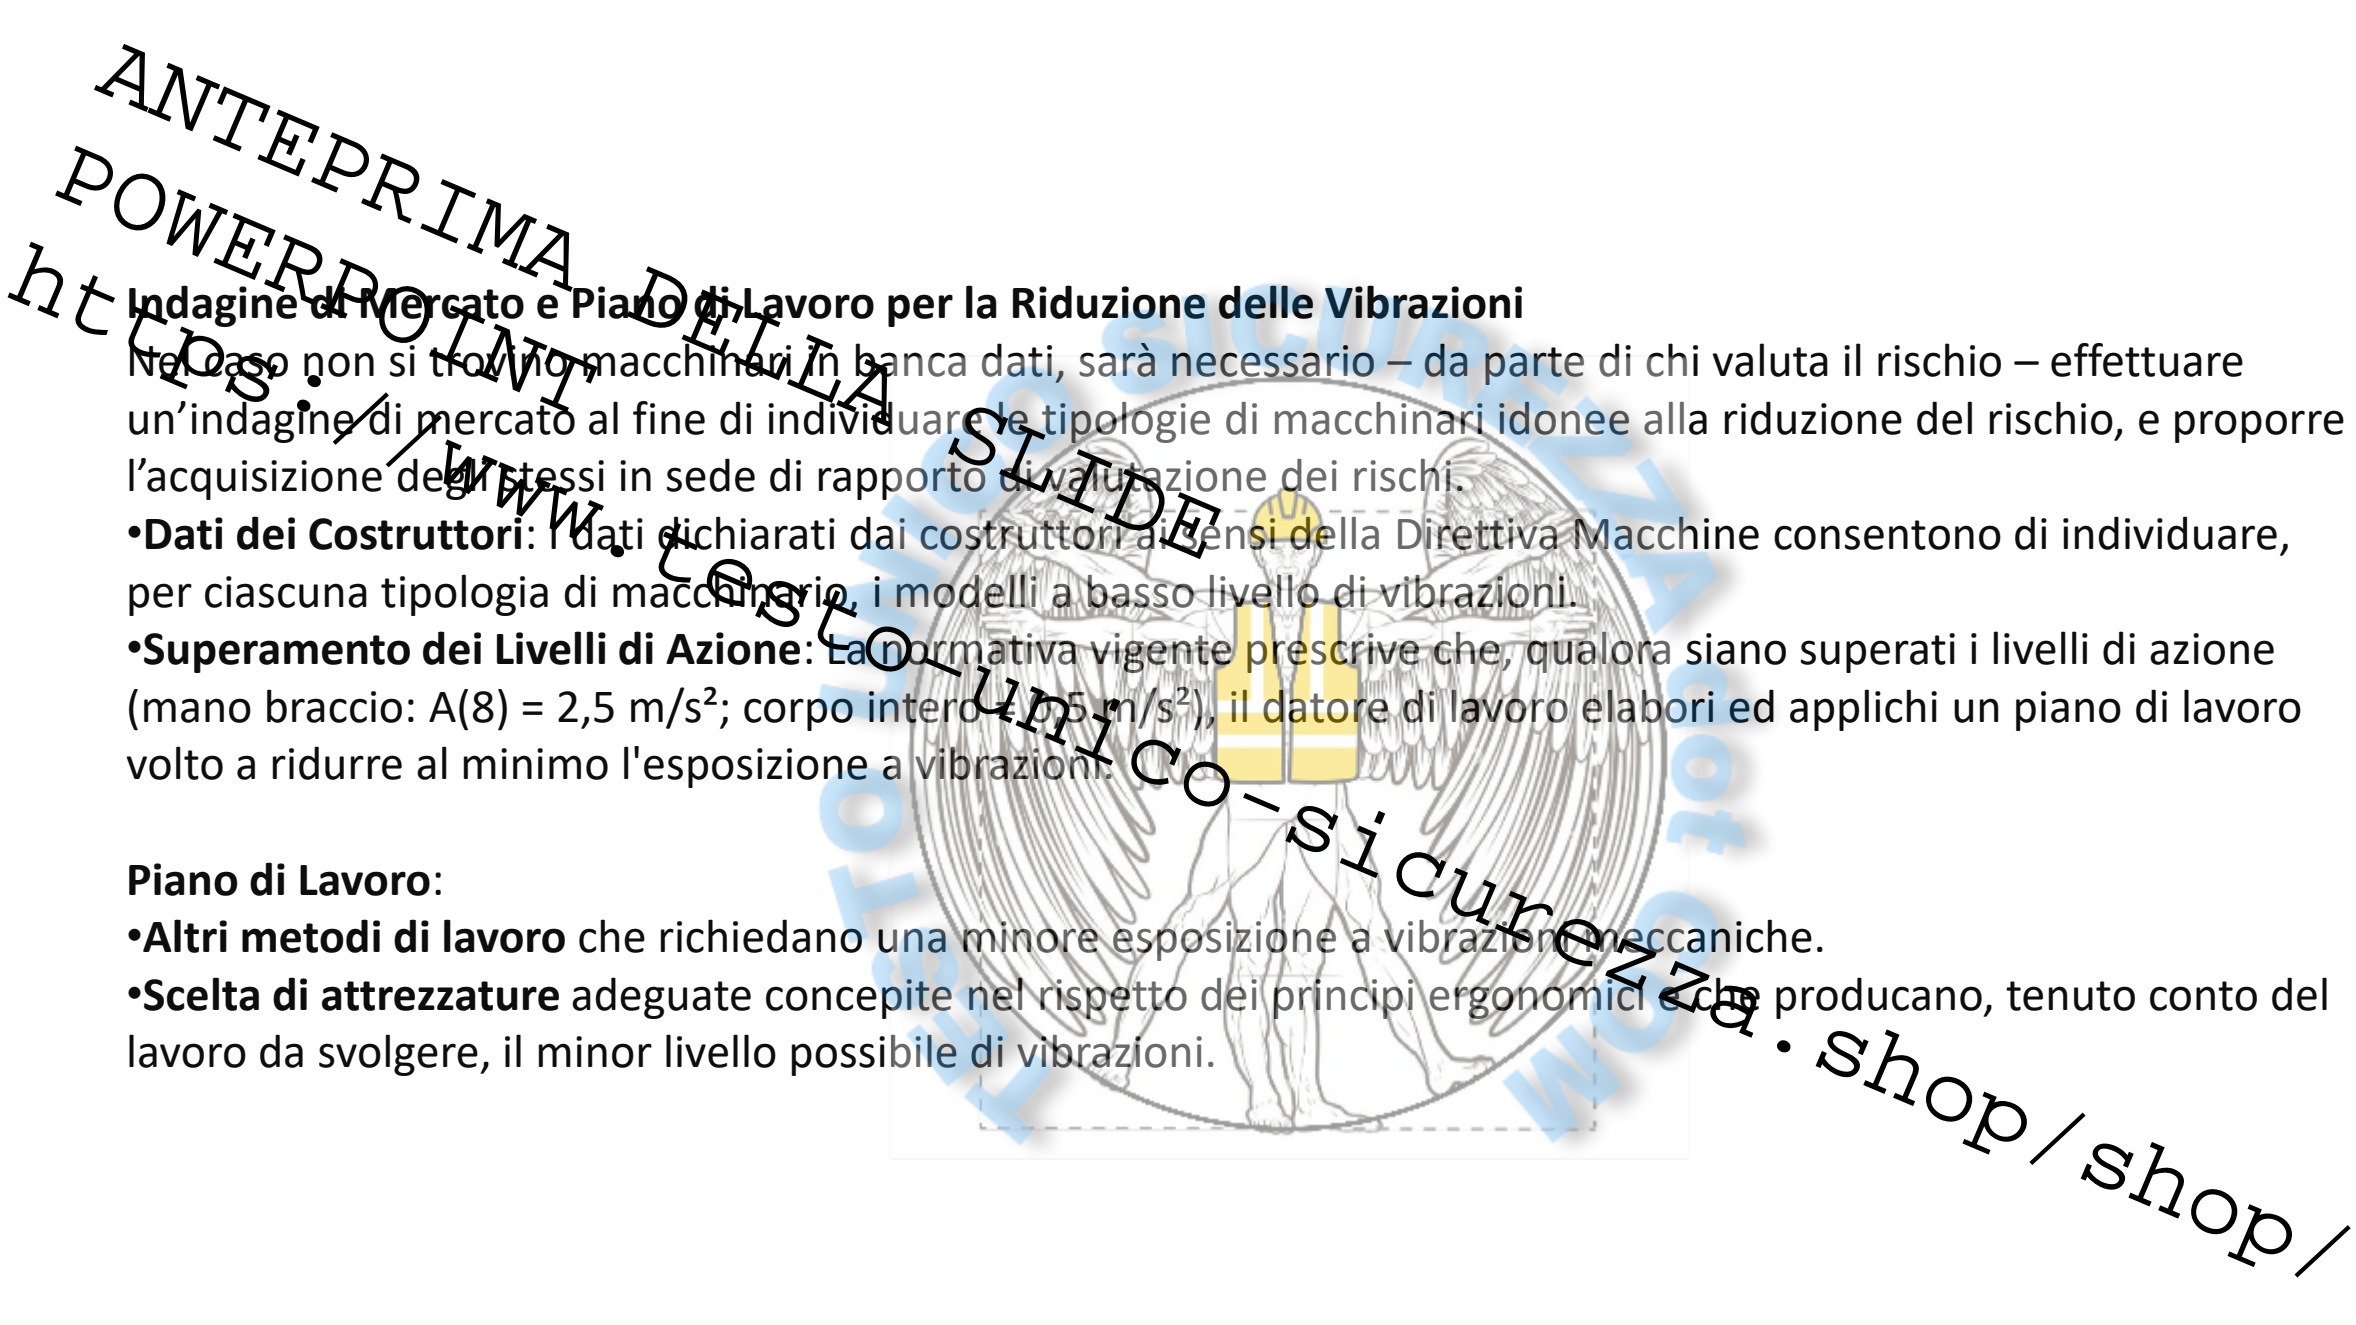 ANTEPRIMA DELLA SLIDE
POWERPOINT
https://www.testo-unico-sicurezza.shop/shop/
Indagine di Mercato e Piano di Lavoro per la Riduzione delle Vibrazioni
Nel caso non si trovino macchinari in banca dati, sarà necessario – da parte di chi valuta il rischio – effettuare
un’indagine di mercato al fine di individuare le tipologie di macchinari idonee alla riduzione del rischio, e proporre
l’acquisizione degli stessi in sede di rapporto di valutazione dei rischi.
•Dati dei Costruttori: I dati dichiarati dai costruttori ai sensi della Direttiva Macchine consentono di individuare,
per ciascuna tipologia di macchinario, i modelli a basso livello di vibrazioni.
•Superamento dei Livelli di Azione: La normativa vigente prescrive che, qualora siano superati i livelli di azione
(mano braccio: A(8) = 2,5 m/s²; corpo intero = 0,5 m/s²), il datore di lavoro elabori ed applichi un piano di lavoro
volto a ridurre al minimo l'esposizione a vibrazioni.
Piano di Lavoro:
•Altri metodi di lavoro che richiedano una minore esposizione a vibrazioni meccaniche.
•Scelta di attrezzature adeguate concepite nel rispetto dei principi ergonomici e che producano, tenuto conto del
lavoro da svolgere, il minor livello possibile di vibrazioni.
TESTO UNICO SICUREZZA dot COM